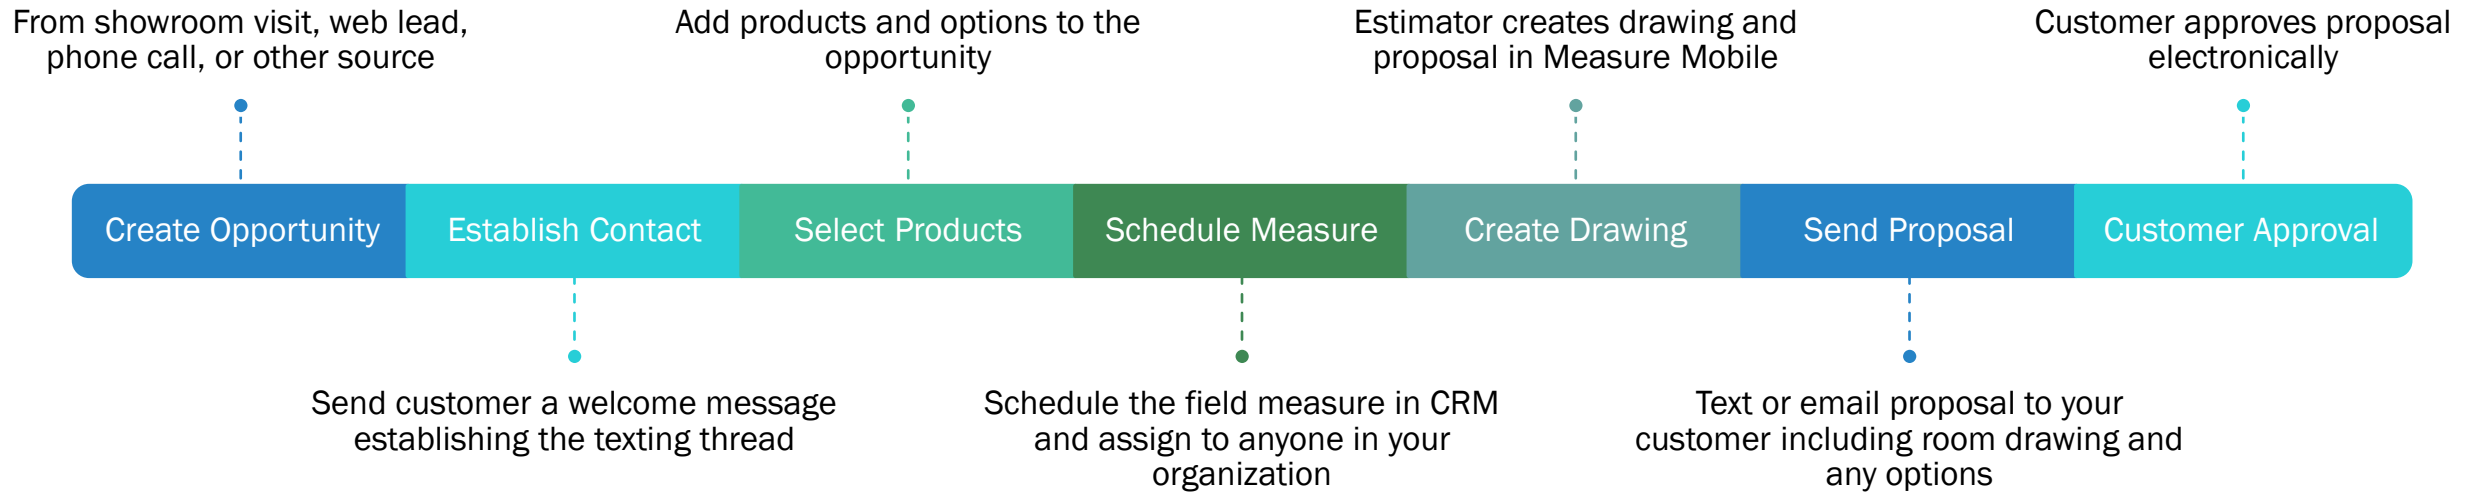 From showroom visit, web lead,
phone call, or other source
Add products and options to the
opportunity
Estimator creates drawing and
proposal in Measure Mobile
Customer approves proposal
electronically
Create Opportunity
Establish Contact
Select Products
Schedule Measure
Create Drawing
Send Proposal
Customer Approval
Send customer a welcome message
establishing the texting thread
Schedule the field measure in CRM
and assign to anyone in your
organization
Text or email proposal to your
customer including room drawing and
any options